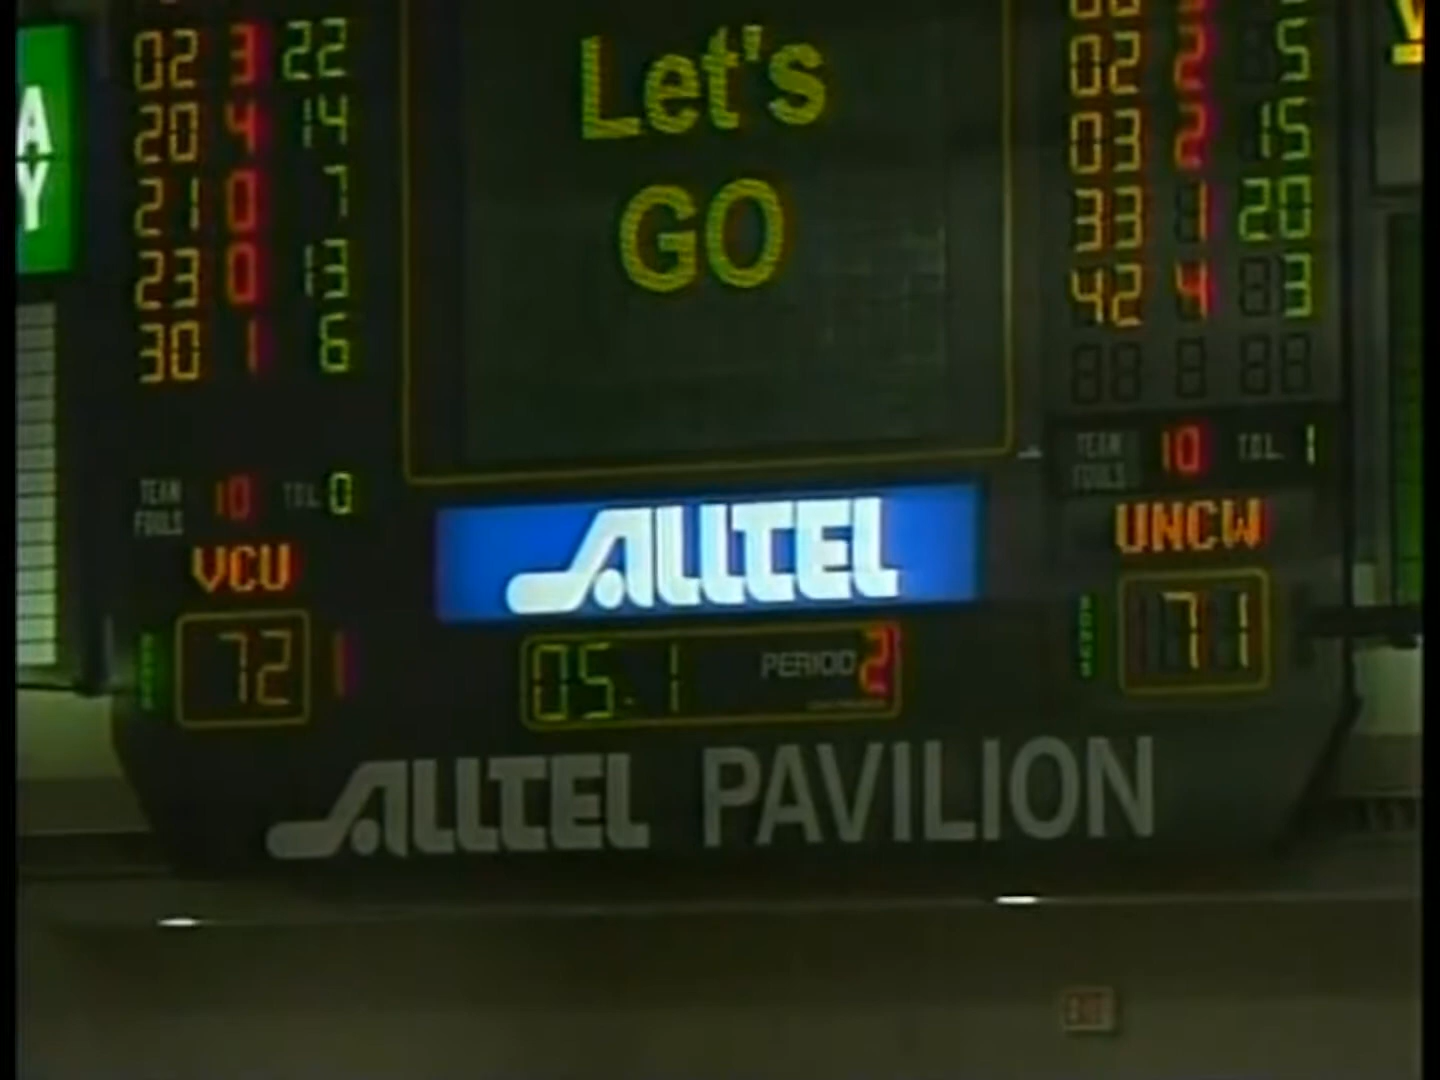 A
Y
02 3 22
20 4 14
21 0 7
23 0 13
30 1 6
TEAM FOULS 10 T.O.L. 0
VCU
72
Let's
GO
ALLTEL
05.1 PERIOD 2
02 2 5
03 2 15
33 1 20
42 4 3
TEAM FOULS 10 T.O.L. 1
UNCW
71
ALLTEL PAVILION